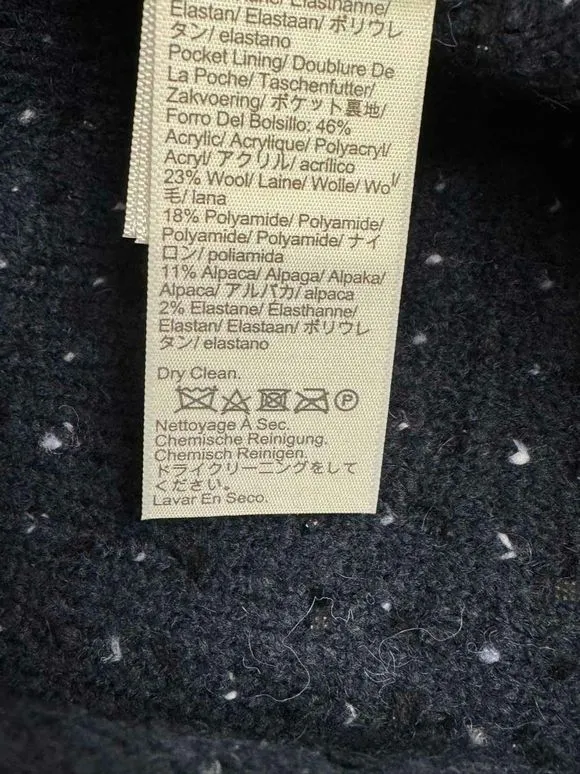 Elasthanne/
Elastan/ Elastaan/ ポリウレ
タン/ elastano
Pocket Lining/ Doublure De
La Poche/ Taschenfutter/
Zakvoering/ ポケット裏地/
Forro Del Bolsillo: 46%
Acrylic/ Acrylique/ Polyacryl/
Acryl/ アクリル/ acrílico
23% Wool/ Laine/ Wolle/ Wol/
毛/ lana
18% Polyamide/ Polyamide/
Polyamide/ Polyamide/ ナイ
ロン/ poliamida
11% Alpaca/ Alpaga/ Alpaka/
Alpaca/ アルパカ/ alpaca
2% Elastane/ Elasthanne/
Elastan/ Elastaan/ ポリウレ
タン/ elastano
Dry Clean.
P
Nettoyage À Sec.
Chemische Reinigung.
Chemisch Reinigen.
ドライクリーニングをして
ください。
Lavar En Seco.